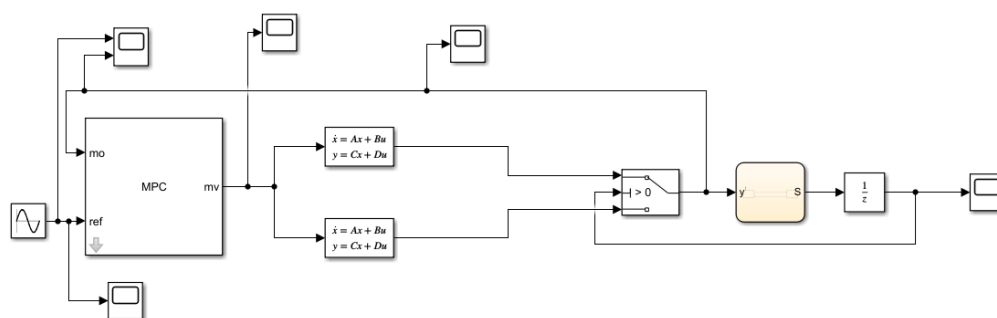 mo
MPC
mv
ref
ẋ = Ax + Bu
y = Cx + Du
ẋ = Ax + Bu
y = Cx + Du
> 0
y
S
1
z